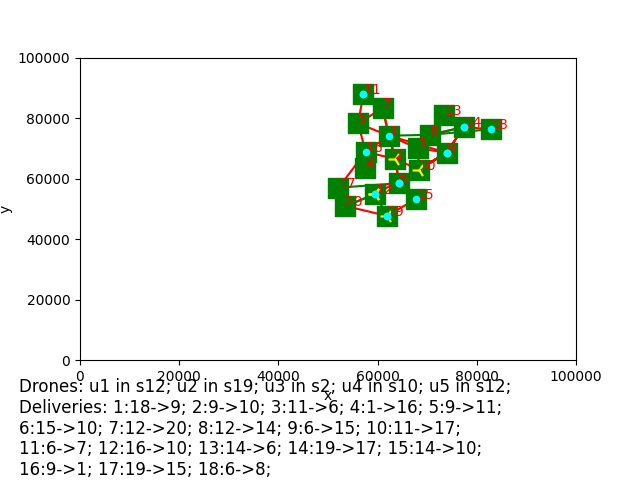 100000
80000
60000
40000
20000
0
y
0 20000 40000 60000 80000 100000
x
Drones: u1 in s12; u2 in s19; u3 in s2; u4 in s10; u5 in s12;
Deliveries: 1:18->9; 2:9->10; 3:11->6; 4:1->16; 5:9->11;
6:15->10; 7:12->20; 8:12->14; 9:6->15; 10:11->17;
11:6->7; 12:16->10; 13:14->6; 14:19->17; 15:14->10;
16:9->1; 17:19->15; 18:6->8;